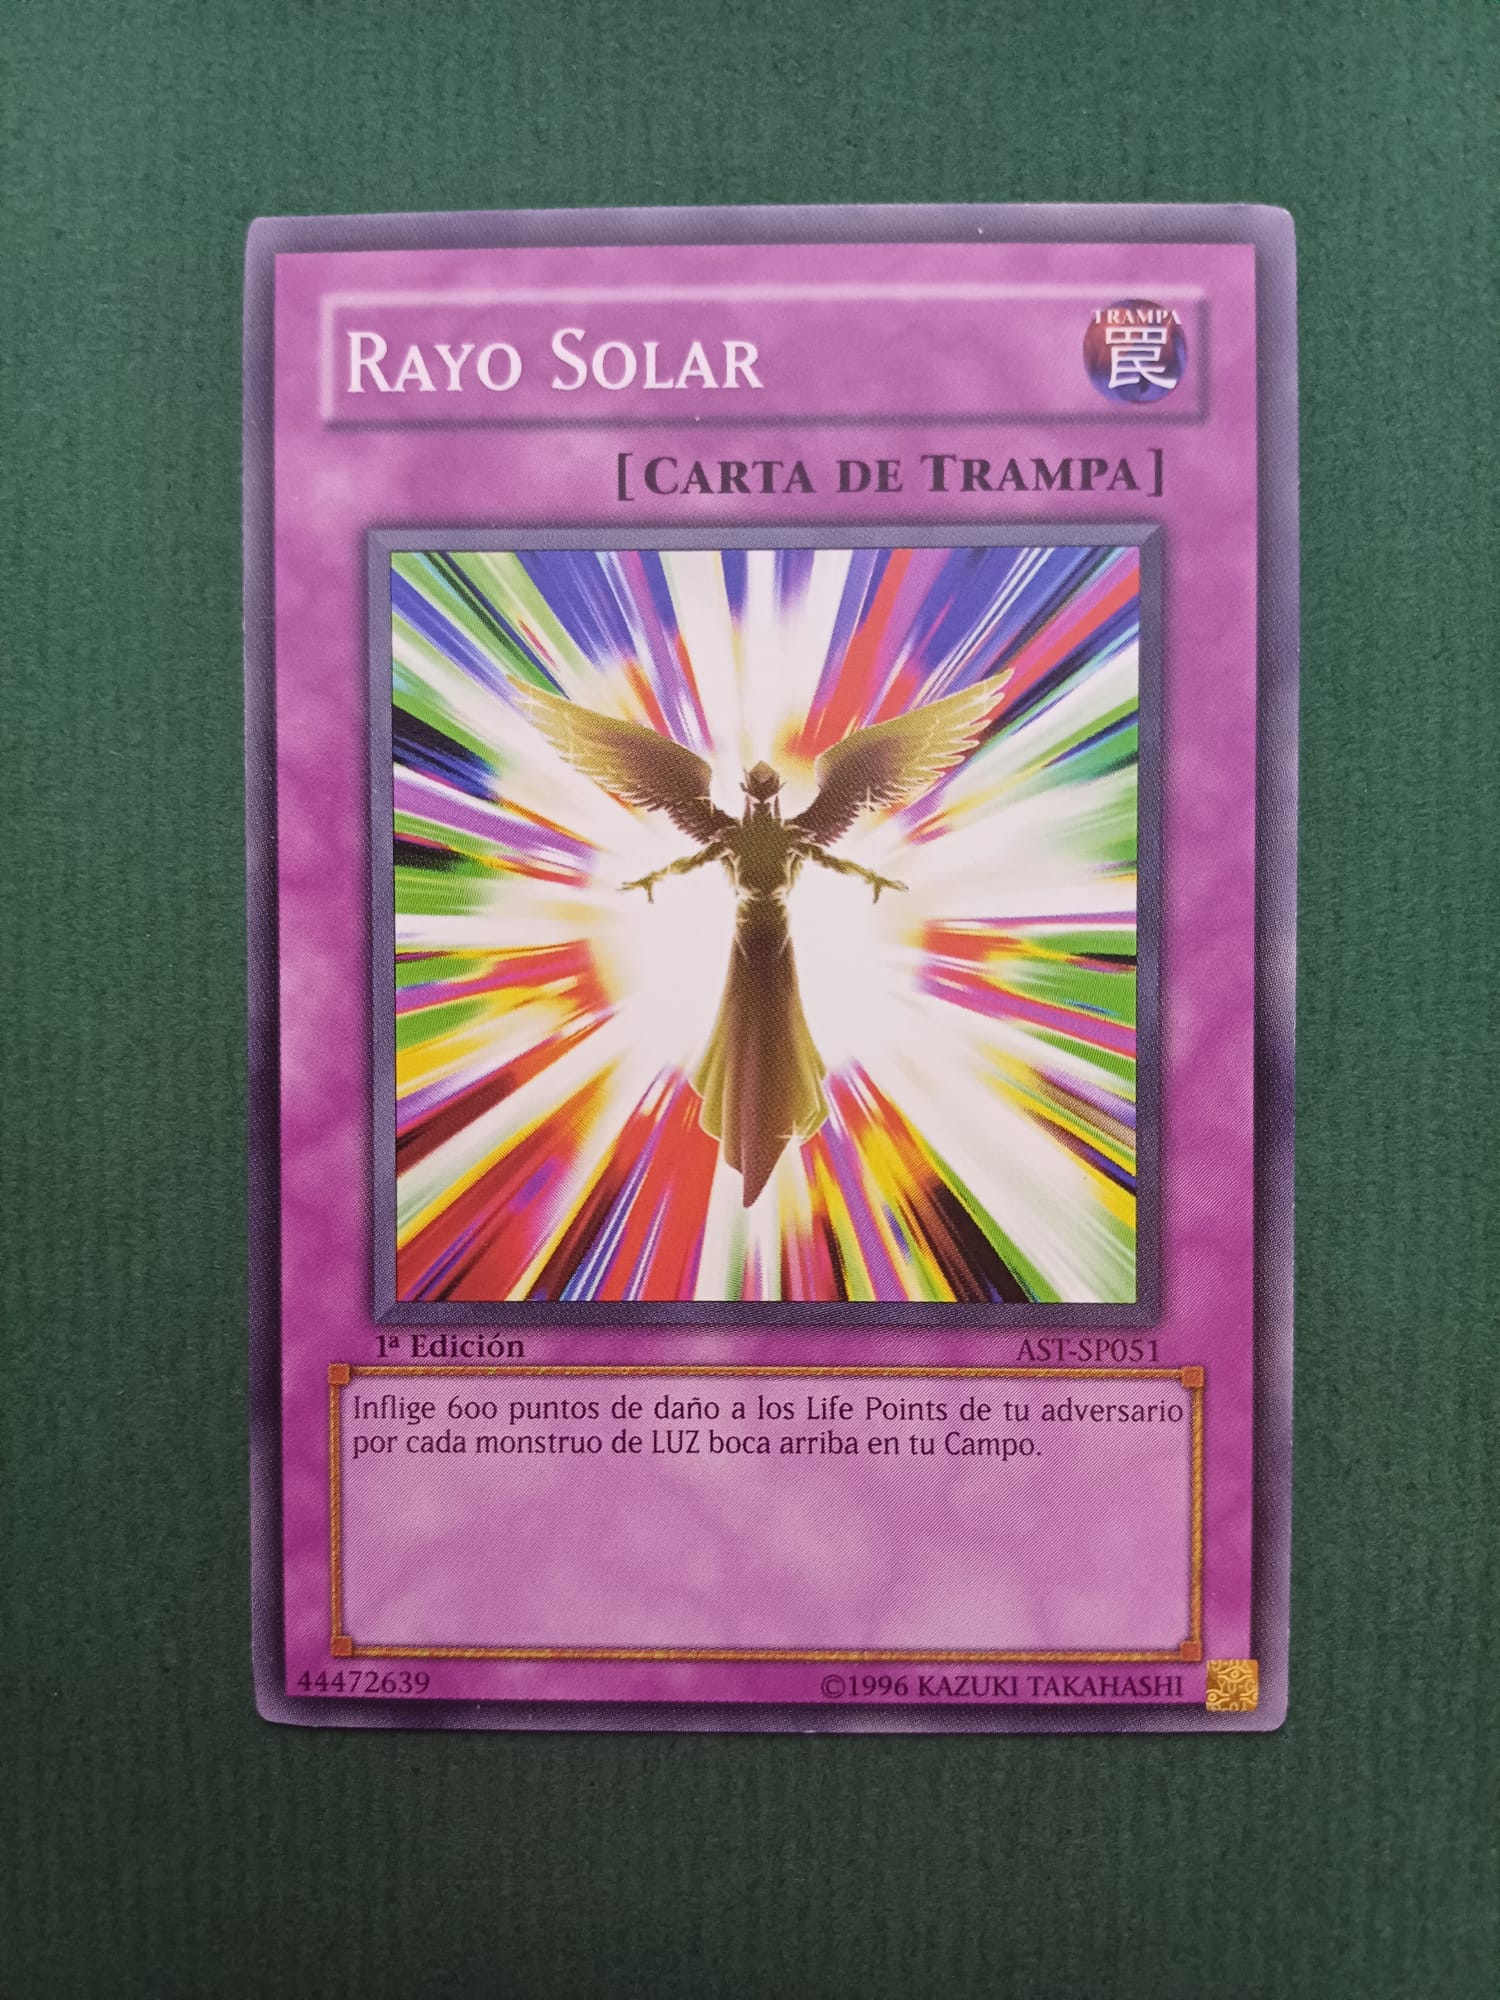 RAYO SOLAR
TRAMPA
罠
[CARTA DE TRAMPA]
1ª Edición
AST-SP051
Inflige 600 puntos de daño a los Life Points de tu adversario
por cada monstruo de LUZ boca arriba en tu Campo.
44472639
©1996 KAZUKI TAKAHASHI